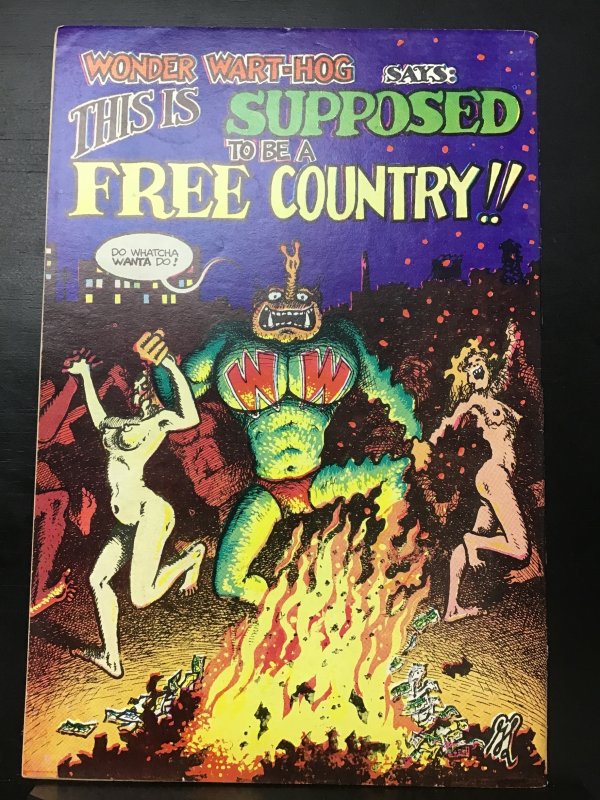 WONDER WART-HOG SAYS:
THIS IS SUPPOSED
TO BE A
FREE COUNTRY!!
DO WHATCHA
WANTA DO!
W W